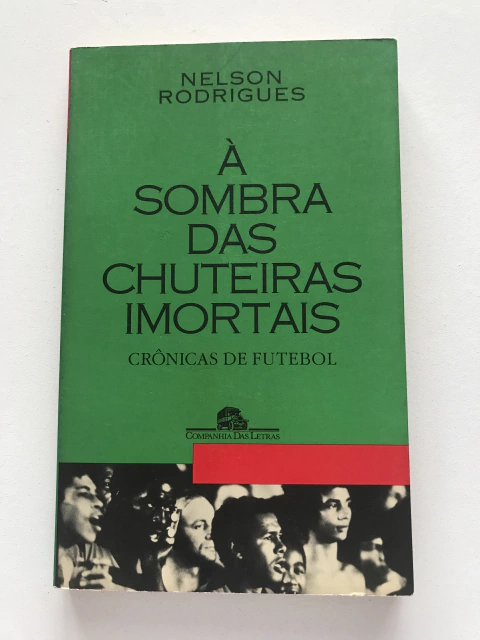 NELSON
RODRIGUES
À
SOMBRA
DAS
CHUTEIRAS
IMORTAIS
CRÔNICAS DE FUTEBOL
COMPANHIA DAS LETRAS